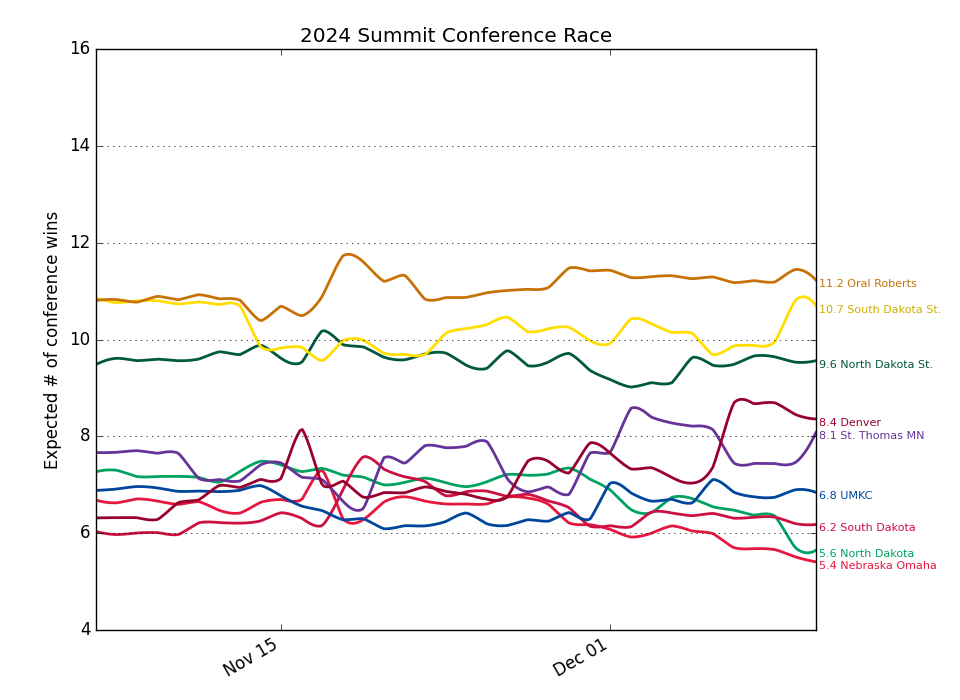 2024 Summit Conference Race
Expected # of conference wins
16
14
12
10
8
6
4
Nov 15
Dec 01
11.2 Oral Roberts
10.7 South Dakota St.
9.6 North Dakota St.
8.4 Denver
8.1 St. Thomas MN
6.8 UMKC
6.2 South Dakota
5.6 North Dakota
5.4 Nebraska Omaha